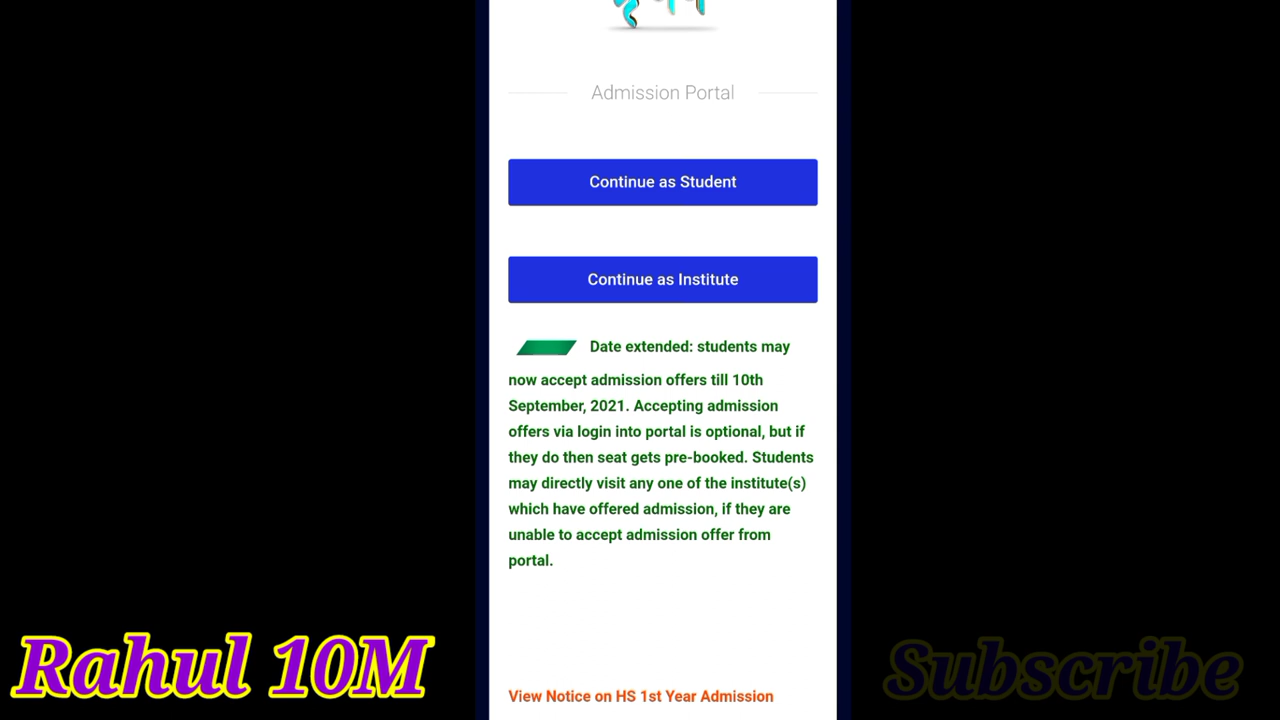 Admission Portal
Continue as Student
Continue as Institute
Date extended: students may
now accept admission offers till 10th
September, 2021. Accepting admission
offers via login into portal is optional, but if
they do then seat gets pre-booked. Students
may directly visit any one of the institute(s)
which have offered admission, if they are
unable to accept admission offer from
portal.
Rahul 10M
Subscribe
View Notice on HS 1st Year Admission